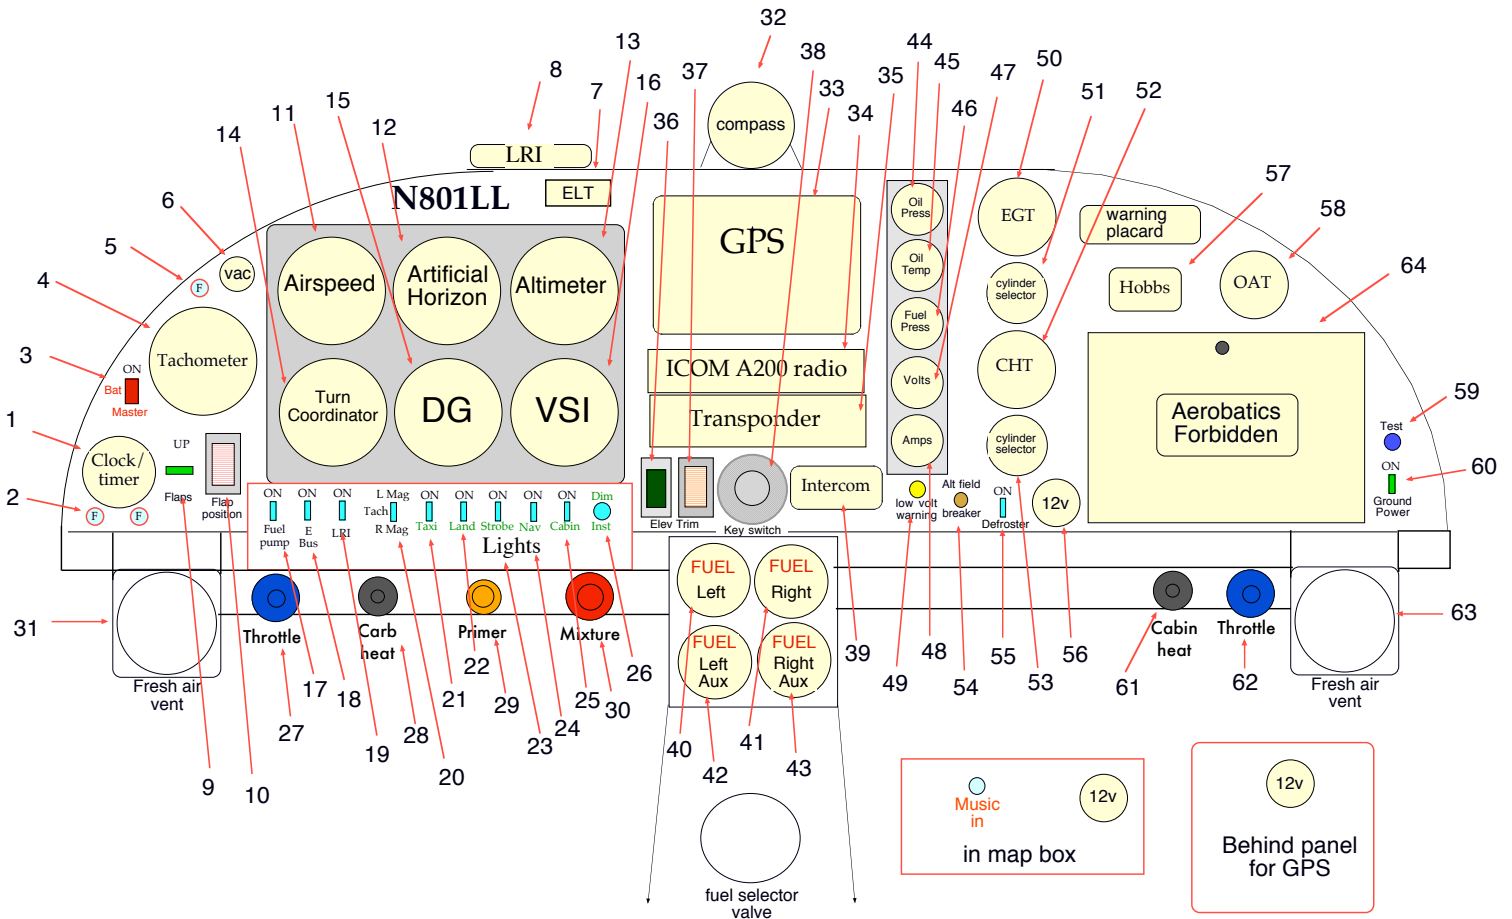 32
13
44
38
35
8
45
50
37
33
47
16
7
51
52
15
34
11
36
46
12
compass
14
LRI
57
N801LL
ELT
6
Oil
Press
EGT
warning
placard
58
GPS
5
vac
64
4
F
Airspeed
Artificial
Horizon
Altimeter
Oil
Temp
cylinder
selector
Hobbs
OAT
Fuel
Press
3
Tachometer
ON
Bat
Master
ICOM A200 radio
Volts
CHT
59
1
Turn
Coordinator
DG
VSI
Transponder
Aerobatics
Forbidden
Test
UP
Amps
cylinder
selector
60
Clock/
timer
ON
Ground
Power
2
Flaps
Flap
position
F
F
ON
Fuel
pump
ON
E
Bus
ON
LRI
L Mag
Tach
R Mag
ON
Taxi
ON
Land
ON
Strobe
ON
Nav
ON
Cabin
Dim
Inst
Lights
Elev Trim
Key switch
Intercom
low volt
warning
Alt field
breaker
ON
Defroster
12v
FUEL
Left
FUEL
Right
31
63
Throttle
Carb
heat
Primer
Mixture
Cabin
heat
Throttle
FUEL
Left
Aux
FUEL
Right
Aux
39
48
55
53
56
49
54
61
62
Fresh air
vent
Fresh air
vent
17
18
21
22
29
25
30
26
27
19
28
20
23
24
40
41
42
43
9
10
12v
Music
in
in map box
12v
Behind panel
for GPS
fuel selector
valve